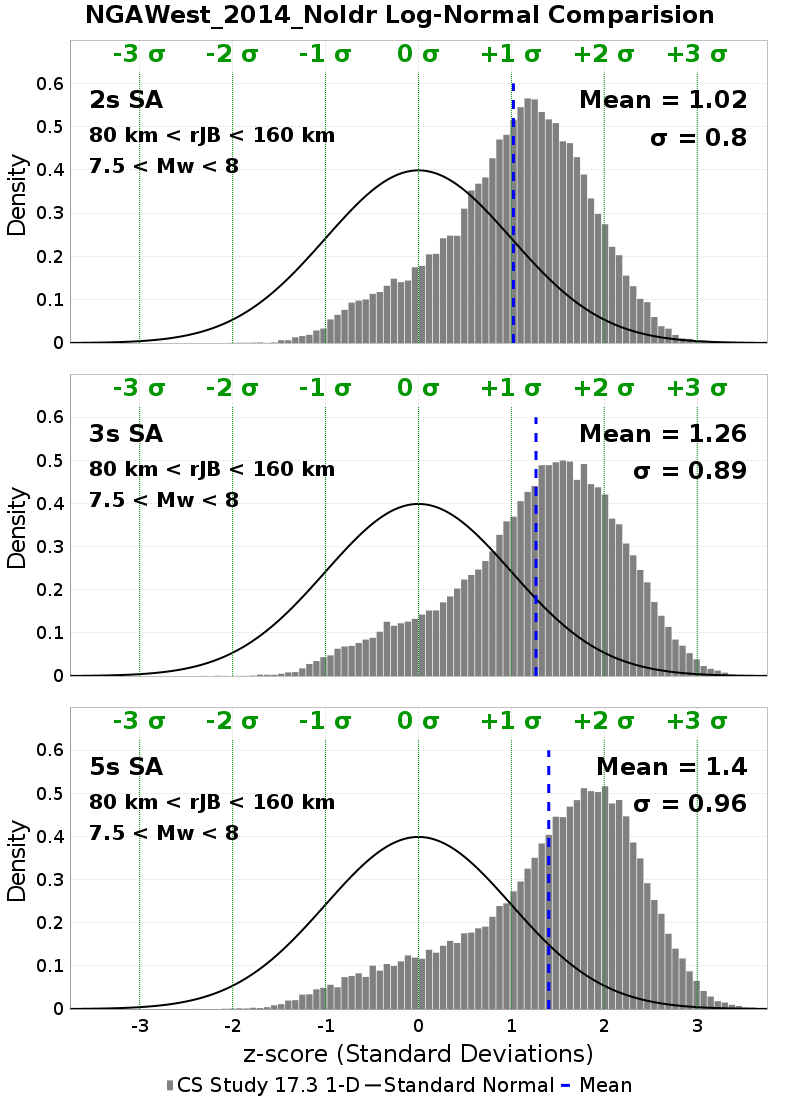 NGAWest_2014_NoIdr Log-Normal Comparision
-3 σ -2 σ -1 σ 0 σ +1 σ +2 σ +3 σ
2s SA
80 km < rJB < 160 km
7.5 < Mw < 8
Mean = 1.02
σ = 0.8
0.6
0.5
0.4
0.3
0.2
0.1
0
Density
-3 σ -2 σ -1 σ 0 σ +1 σ +2 σ +3 σ
3s SA
80 km < rJB < 160 km
7.5 < Mw < 8
Mean = 1.26
σ = 0.89
0.6
0.5
0.4
0.3
0.2
0.1
0
Density
-3 σ -2 σ -1 σ 0 σ +1 σ +2 σ +3 σ
5s SA
80 km < rJB < 160 km
7.5 < Mw < 8
Mean = 1.4
σ = 0.96
0.6
0.5
0.4
0.3
0.2
0.1
0
Density
-3 -2 -1 0 1 2 3
z-score (Standard Deviations)
CS Study 17.3 1-D Standard Normal Mean